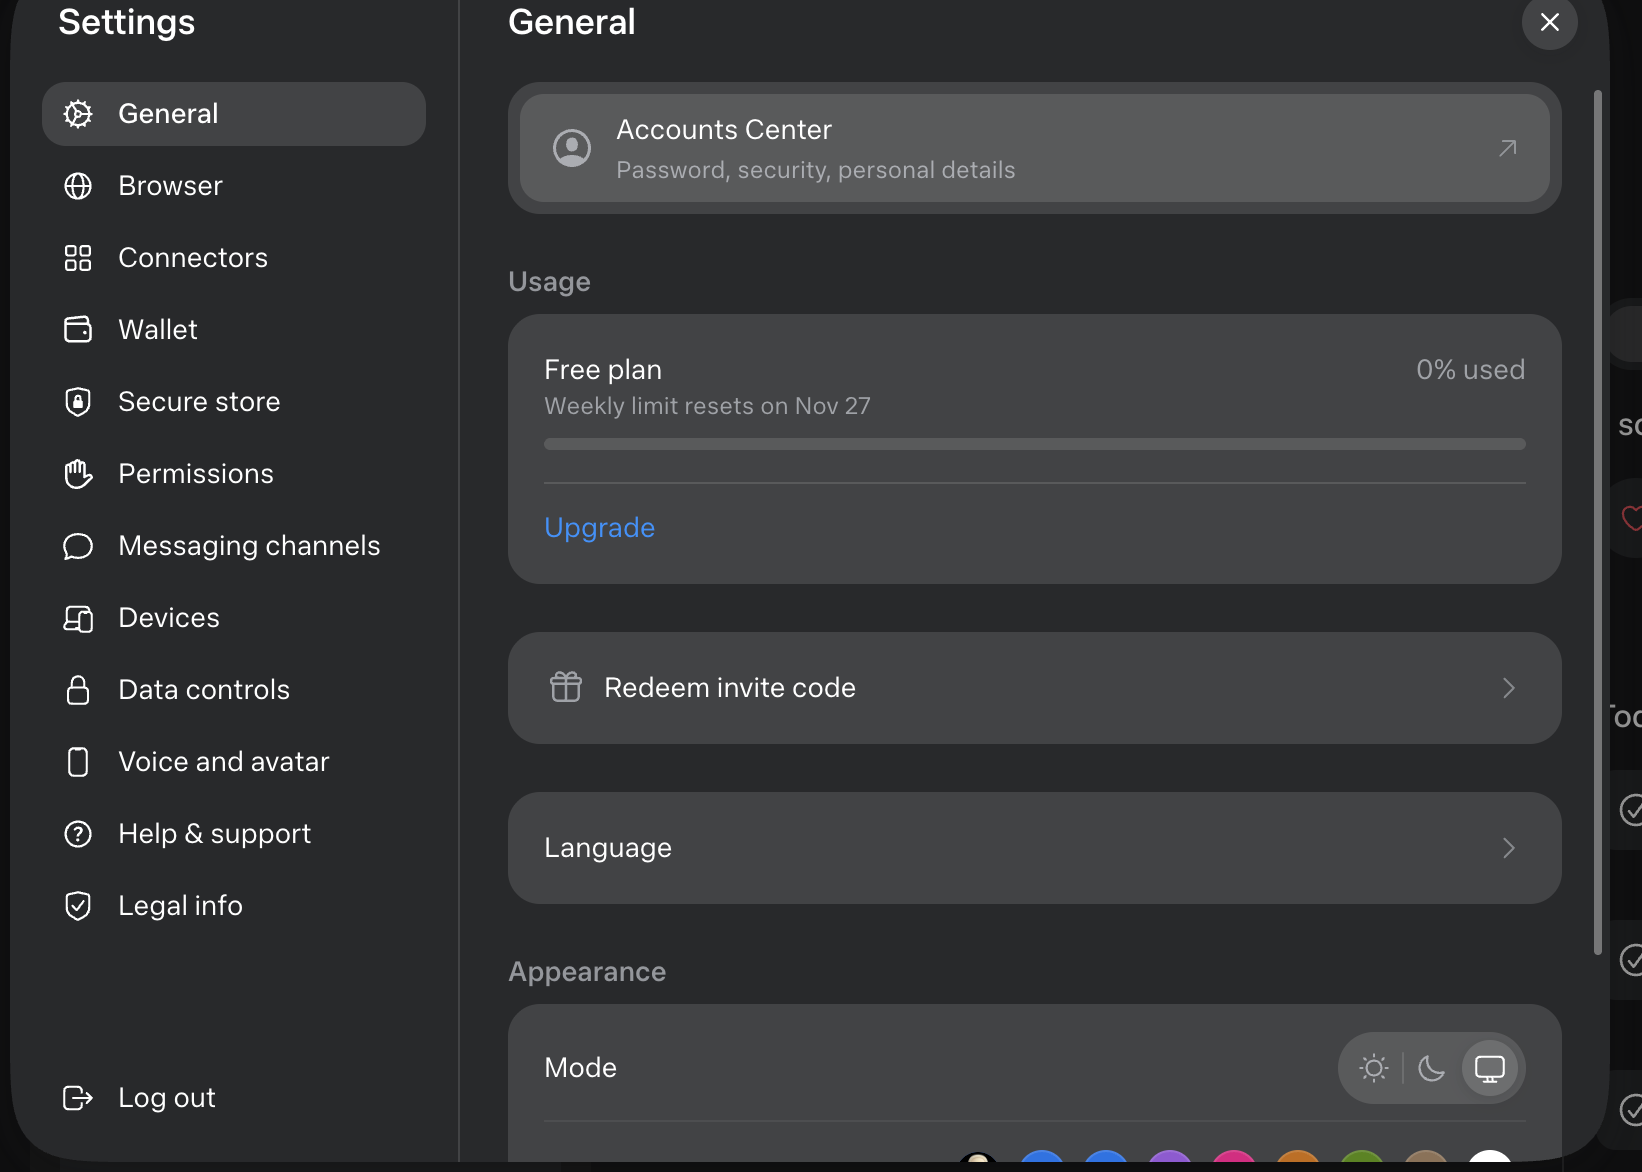 Settings
General
Browser
Connectors
Wallet
Secure store
Permissions
Messaging channels
Devices
Data controls
Voice and avatar
Help & support
Legal info
Log out
General
Accounts Center
Password, security, personal details
Usage
Free plan
0% used
Weekly limit resets on Nov 27
Upgrade
Redeem invite code
Language
Appearance
Mode